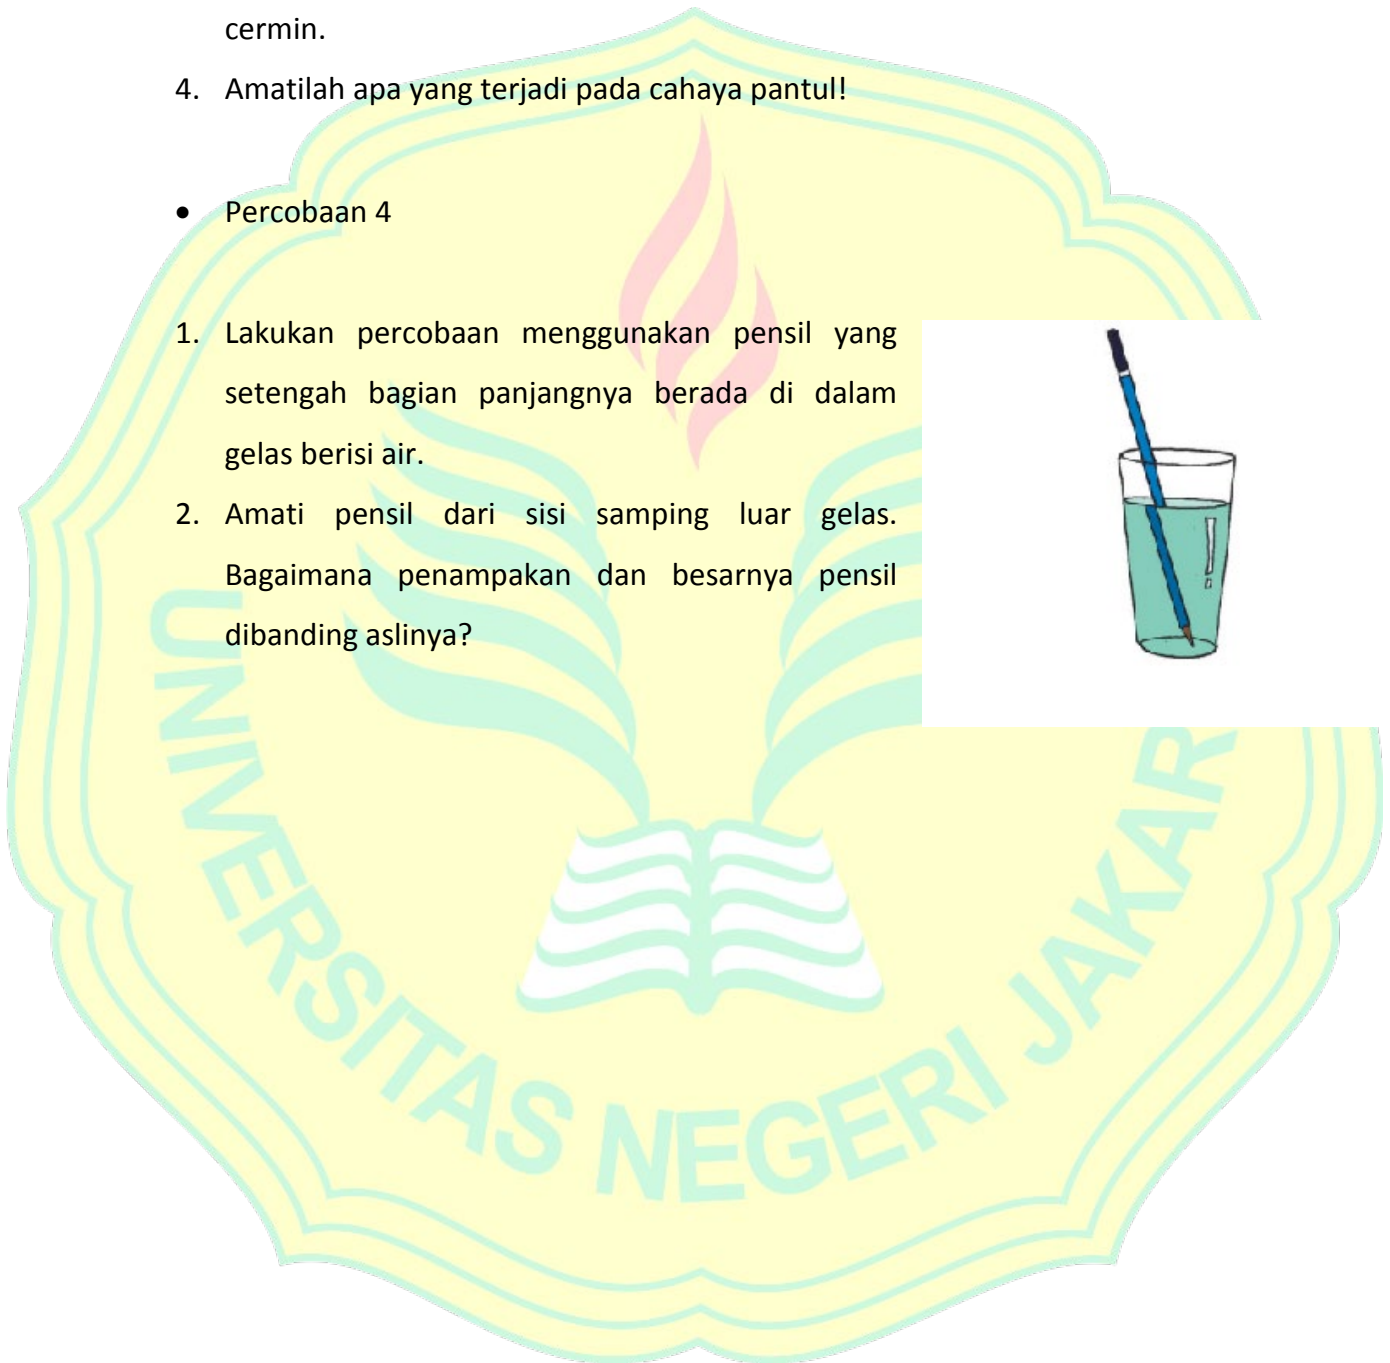 cermin.
4. Amatilah apa yang terjadi pada cahaya pantul!
• Percobaan 4
1. Lakukan percobaan menggunakan pensil yang
setengah bagian panjangnya berada di dalam
gelas berisi air.
2. Amati pensil dari sisi samping luar gelas.
Bagaimana penampakan dan besarnya pensil
dibanding aslinya?
UNIVERSITAS NEGERI JAKAR